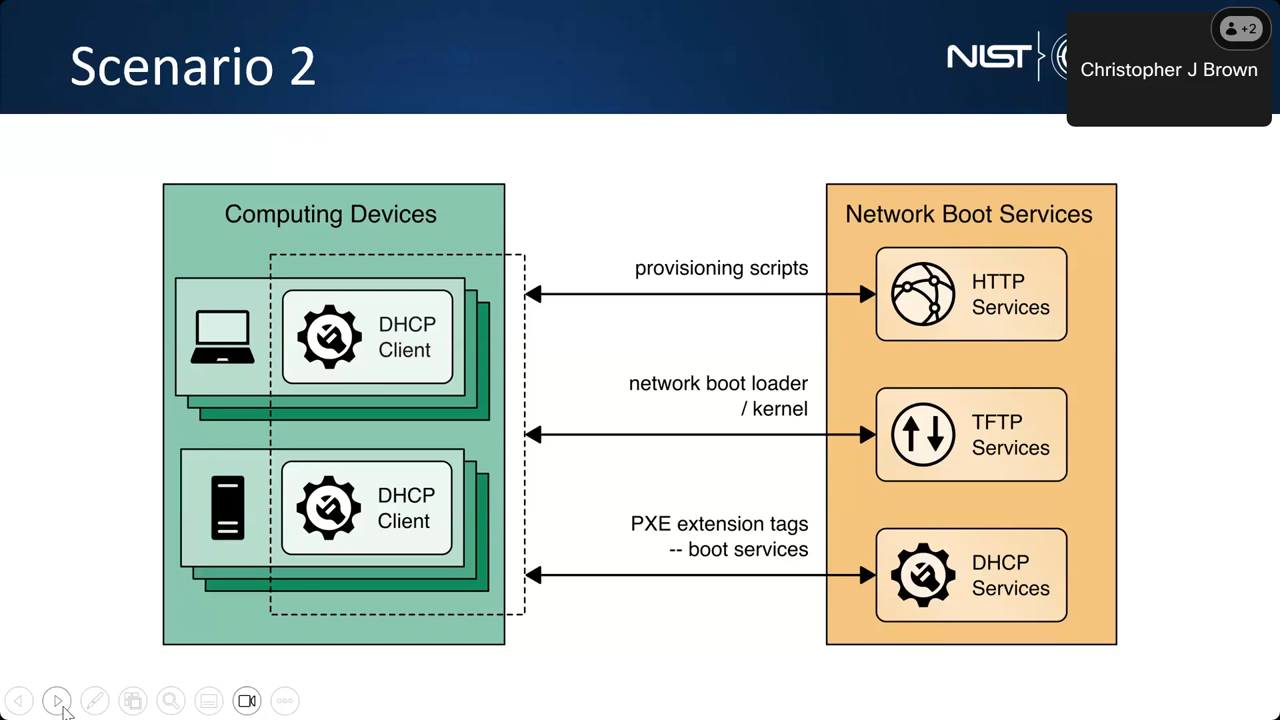 Scenario 2
NIST
+2
Christopher J Brown
Computing Devices
DHCP
Client
DHCP
Client
provisioning scripts
network boot loader
/ kernel
PXE extension tags
-- boot services
Network Boot Services
HTTP
Services
TFTP
Services
DHCP
Services